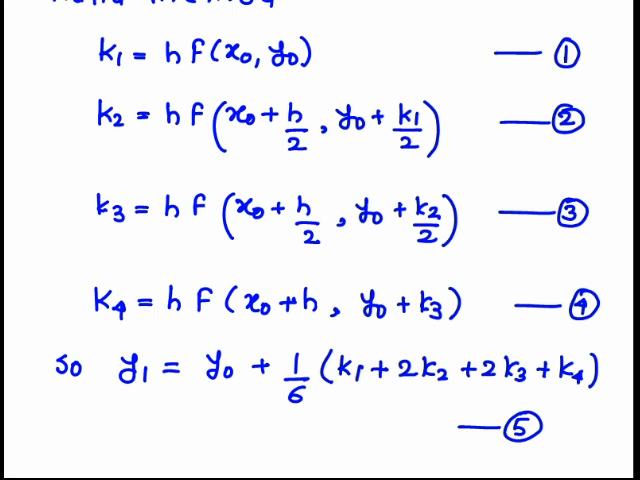 k₁ = h f(x₀, y₀) — ①
k₂ = h f(x₀ + h/2, y₀ + k₁/2) — ②
k₃ = h f(x₀ + h/2, y₀ + k₂/2) — ③
k₄ = h f(x₀ + h, y₀ + k₃) — ④
so y₁ = y₀ + 1/6 (k₁ + 2k₂ + 2k₃ + k₄)
— ⑤